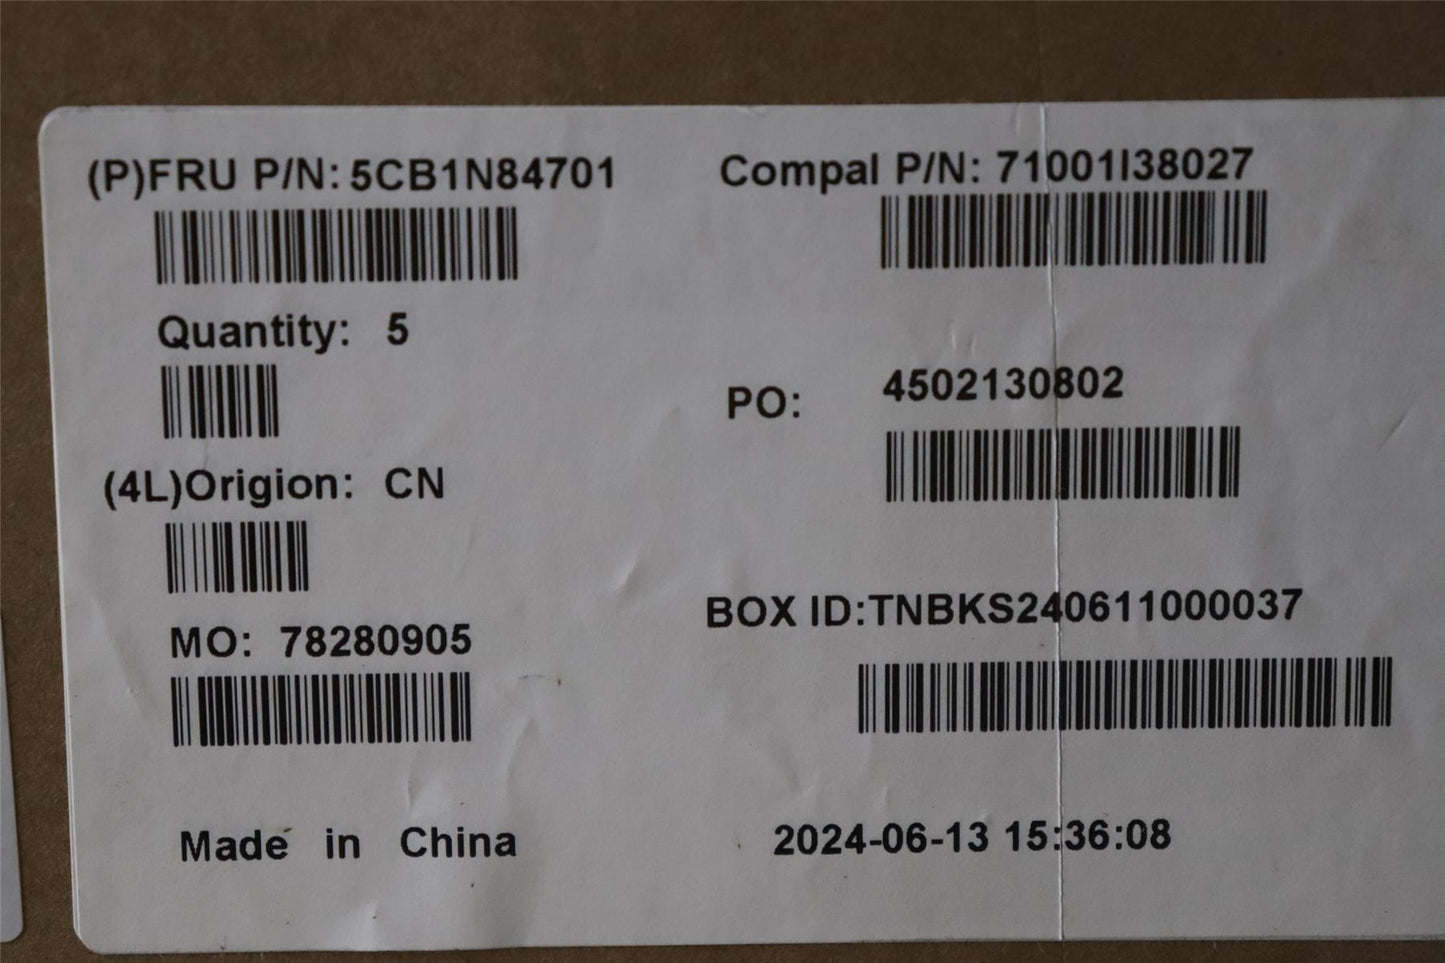 (P)FRU P/N: 5CB1N84701
Compal P/N: 71001I38027
Quantity: 5
PO: 4502130802
(4L)Origion: CN
BOX ID:TNBKS240611000037
MO: 78280905
Made in China
2024-06-13 15:36:08